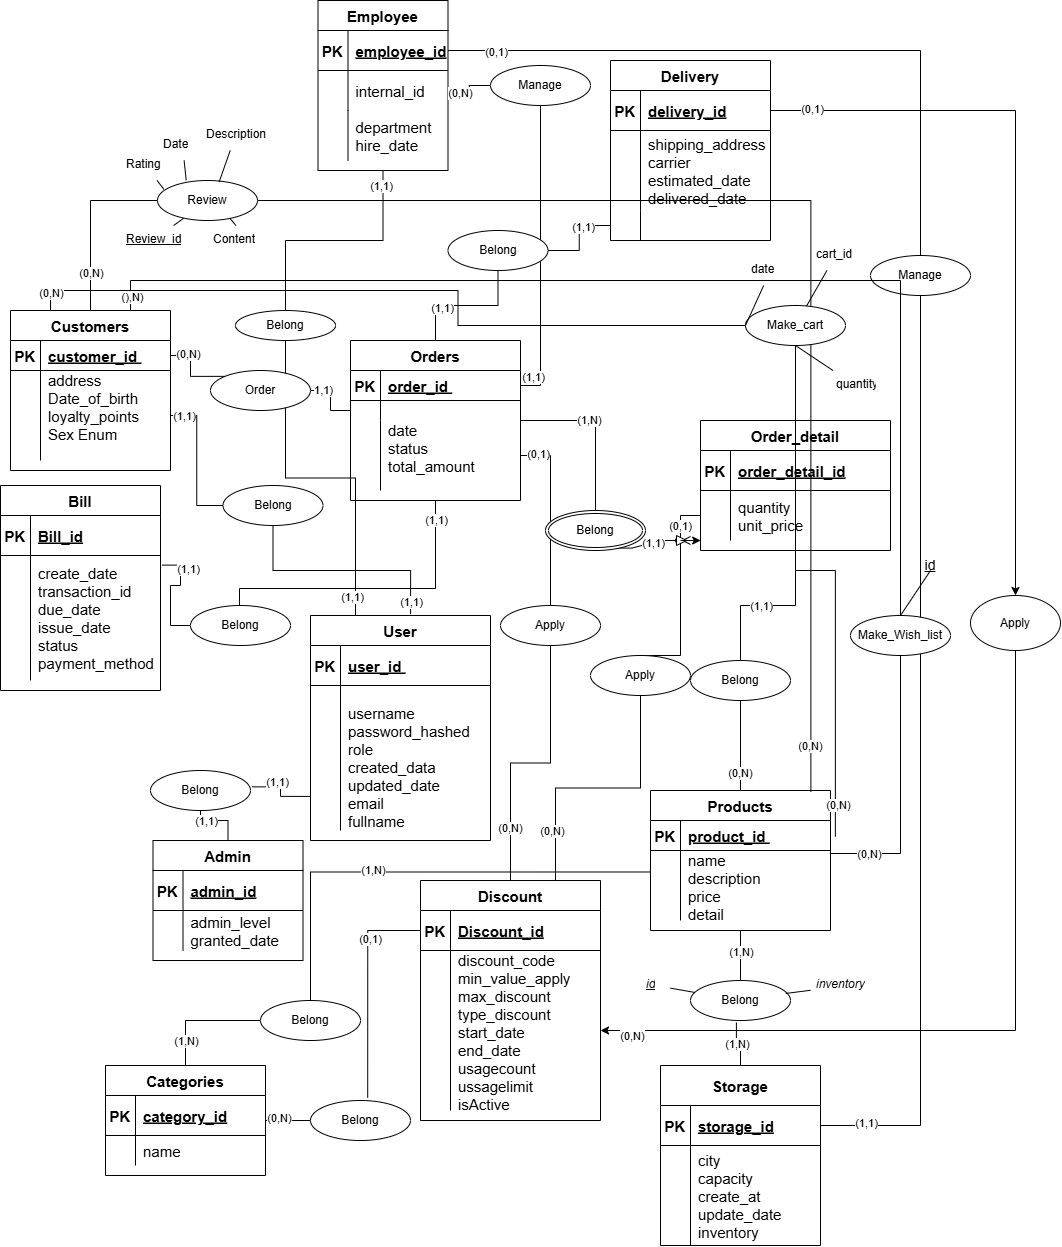 Employee
PK employee_id
internal_id
department
hire_date
(0,1)
(0,N)
Manage
Delivery
PK delivery_id
shipping_address
carrier
estimated_date
delivered_date
(0,1)
Description
Date
Rating
Review
Review_id
Content
(1,1)
(1,1)
Belong
(0,N)
(0,N)
(),N)
(1,1)
date
cart_id
Manage
Make_cart
quantity
Customers
PK customer_id
address
Date_of_birth
loyalty_points
Sex Enum
(0,N)
(1,1)
Belong
Order
1,1)
Orders
PK order_id
date
status
total_amount
(1,1)
(1,N)
(0,1)
(1,1)
Order_detail
PK order_detail_id
quantity
unit_price
(0,1)
(1,1)
Belong
Belong
Bill
PK Bill_id
create_date
transaction_id
due_date
issue_date
status
payment_method
(1,1)
Belong
(1,1)
(1,1)
User
PK user_id
username
password_hashed
role
created_data
updated_date
email
fullname
Apply
Apply
(1,1)
Belong
id
Make_Wish_list
Apply
(0,N)
(0,N)
(0,N)
(0,N)
Belong
(1,1)
(1,1)
Admin
PK admin_id
admin_level
granted_date
(0,N)
(0,N)
Products
PK product_id
name
description
price
detail
(1,N)
(0,1)
Discount
PK Discount_id
discount_code
min_value_apply
max_discount
type_discount
start_date
end_date
usagecount
ussagelimit
isActive
(1,N)
id
Belong
inventory
(0,N)
(1,N)
Belong
(1,N)
Categories
PK category_id
name
(0,N)
Belong
Storage
PK storage_id
city
capacity
create_at
update_date
inventory
(1,1)